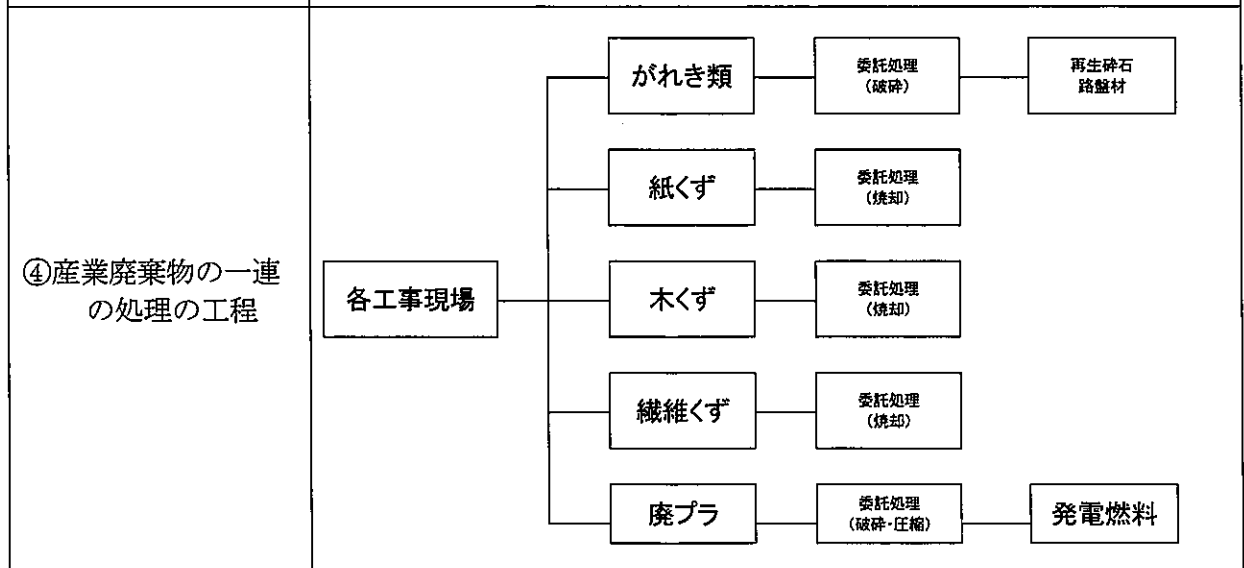 ④産業廃棄物の一連
の処理の工程
各工事現場
がれき類
委託処理
(破砕)
再生砕石
路盤材
紙くず
委託処理
(焼却)
木くず
委託処理
(焼却)
繊維くず
委託処理
(焼却)
廃プラ
委託処理
(破砕・圧縮)
発電燃料